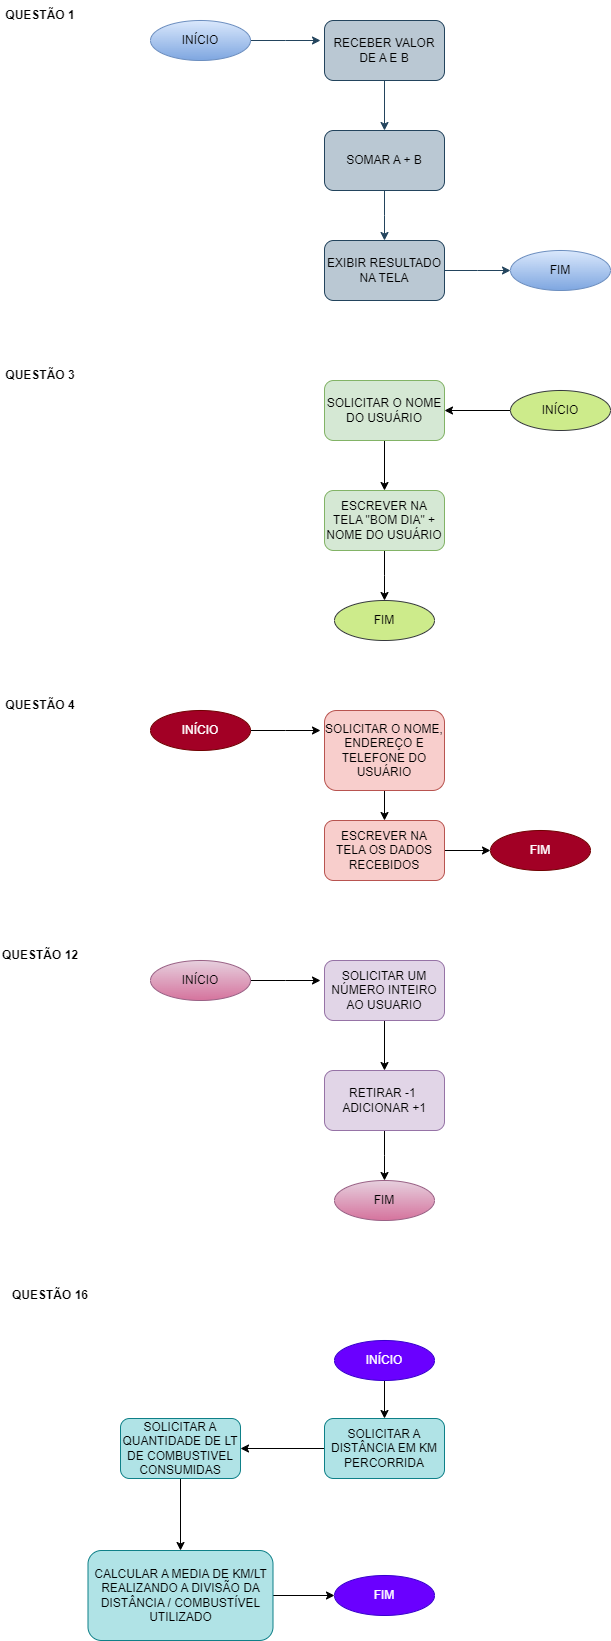 QUESTÃO 1
INÍCIO
RECEBER VALOR
DE A E B
SOMAR A + B
EXIBIR RESULTADO
NA TELA
FIM
QUESTÃO 3
INÍCIO
SOLICITAR O NOME
DO USUÁRIO
ESCREVER NA
TELA "BOM DIA" +
NOME DO USUÁRIO
FIM
QUESTÃO 4
INÍCIO
SOLICITAR O NOME,
ENDEREÇO E
TELEFONE DO
USUÁRIO
ESCREVER NA
TELA OS DADOS
RECEBIDOS
FIM
QUESTÃO 12
INÍCIO
SOLICITAR UM
NÚMERO INTEIRO
AO USUARIO
RETIRAR -1
ADICIONAR +1
FIM
QUESTÃO 16
INÍCIO
SOLICITAR A
DISTÂNCIA EM KM
PERCORRIDA
SOLICITAR A
QUANTIDADE DE LT
DE COMBUSTIVEL
CONSUMIDAS
CALCULAR A MEDIA DE KM/LT
REALIZANDO A DIVISÃO DA
DISTÂNCIA / COMBUSTÍVEL
UTILIZADO
FIM